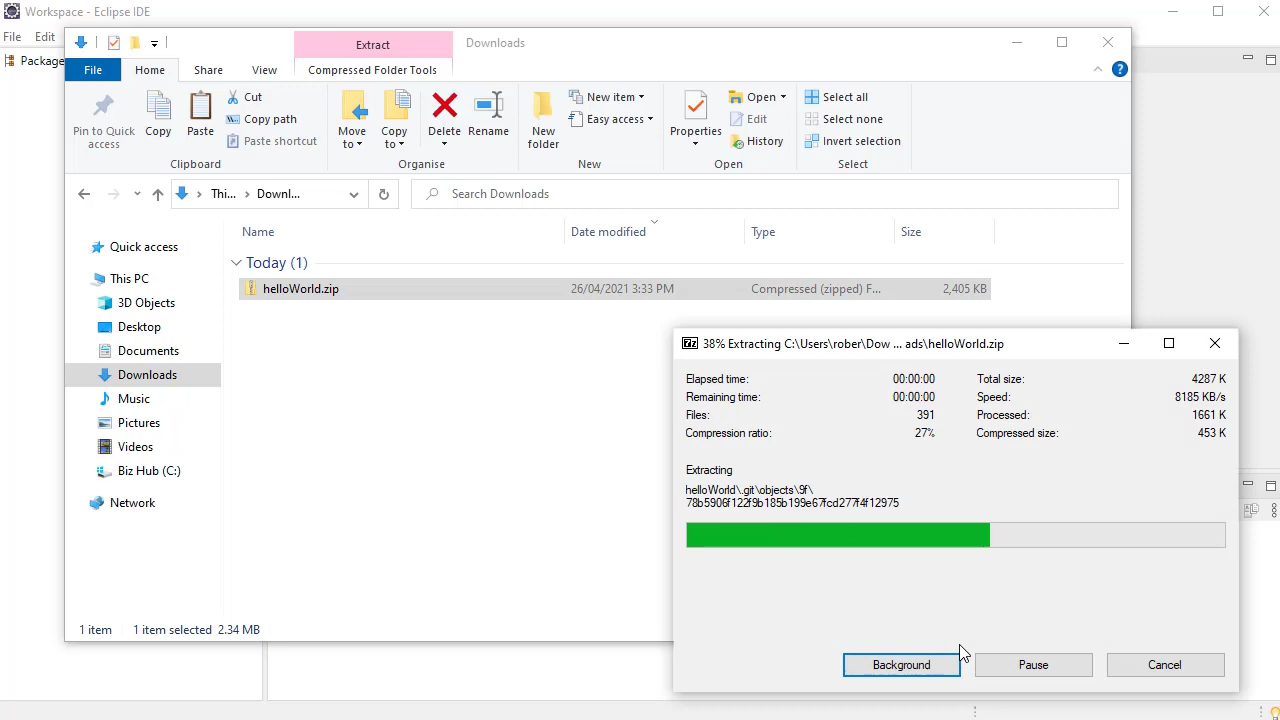 Workspace - Eclipse IDE
File Edit
Package
Extract
Downloads
File Home Share View Compressed Folder Tools
Pin to Quick access
Copy
Paste
Cut
Copy path
Paste shortcut
Clipboard
Move to
Copy to
Delete
Rename
Organise
New folder
New item
Easy access
New
Properties
Open
Edit
History
Open
Select all
Select none
Invert selection
Select
Thi... Downl...
Search Downloads
Name Date modified Type Size
Today (1)
helloWorld.zip 26/04/2021 3:33 PM Compressed (zipped) F... 2,405 KB
Quick access
This PC
3D Objects
Desktop
Documents
Downloads
Music
Pictures
Videos
Biz Hub (C:)
Network
1 item 1 item selected 2.34 MB
7z 38% Extracting C:\Users\rober\Dow ... ads\helloWorld.zip
Elapsed time: 00:00:00 Total size: 4287 K
Remaining time: 00:00:00 Speed: 8185 KB/s
Files: 391 Processed: 1661 K
Compression ratio: 27% Compressed size: 453 K
Extracting
helloWorld\.git\objects\9f\
78b5906f122f9b185b199e67fcd277f4f12975
Background Pause Cancel